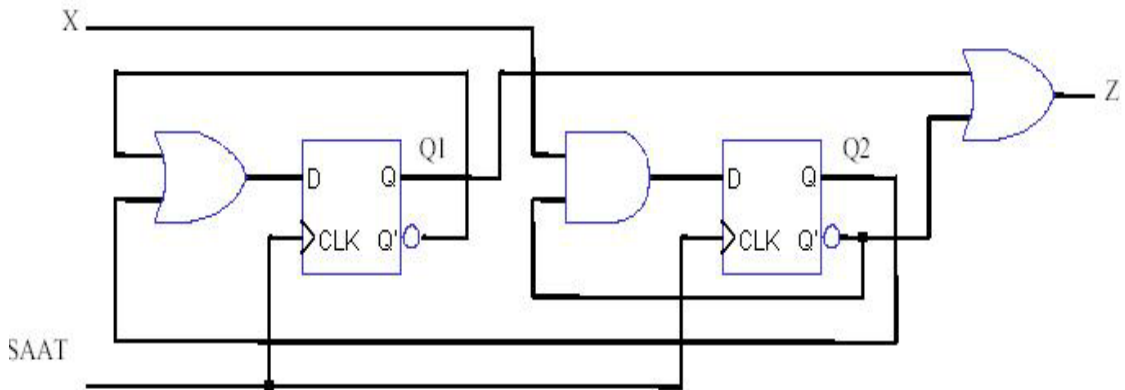 X
Z
Q1
Q2
D Q
D Q
CLK Q'
CLK Q'
SAAT